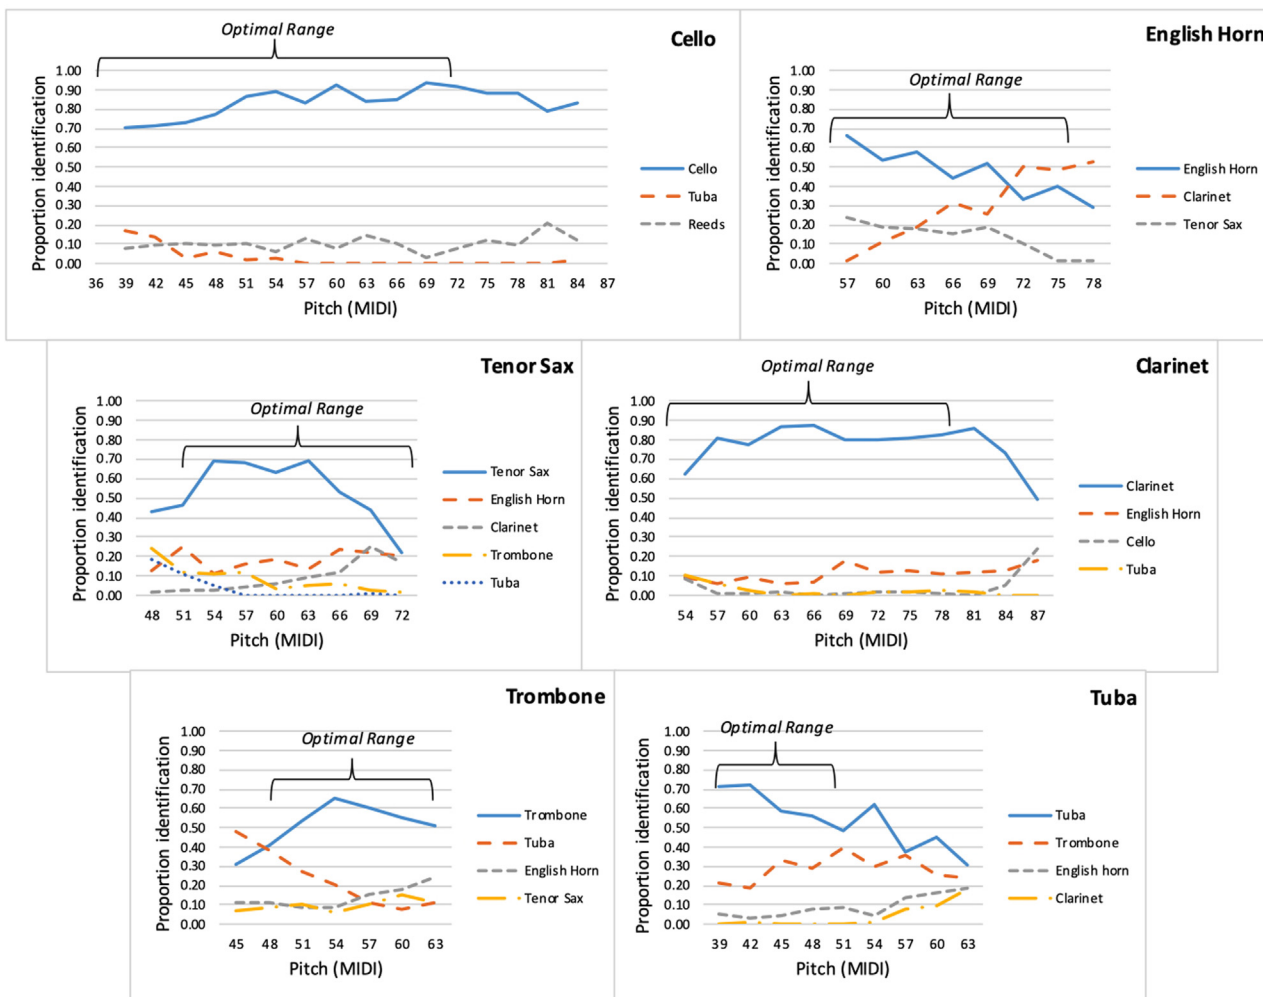 Cello
Optimal Range
1.00
0.90
0.80
0.70
0.60
0.50
0.40
0.30
0.20
0.10
0.00
Proportion identification
36 39 42 45 48 51 54 57 60 63 66 69 72 75 78 81 84 87
Pitch (MIDI)
Cello
Tuba
Reeds
English Horn
Optimal Range
1.00
0.90
0.80
0.70
0.60
0.50
0.40
0.30
0.20
0.10
0.00
Proportion identification
57 60 63 66 69 72 75 78
Pitch (MIDI)
English Horn
Clarinet
Tenor Sax
Tenor Sax
Optimal Range
1.00
0.90
0.80
0.70
0.60
0.50
0.40
0.30
0.20
0.10
0.00
Proportion identification
48 51 54 57 60 63 66 69 72
Pitch (MIDI)
Tenor Sax
English Horn
Clarinet
Trombone
Tuba
Clarinet
Optimal Range
1.00
0.90
0.80
0.70
0.60
0.50
0.40
0.30
0.20
0.10
0.00
Proportion identification
54 57 60 63 66 69 72 75 78 81 84 87
Pitch (MIDI)
Clarinet
English Horn
Cello
Tuba
Trombone
Optimal Range
1.00
0.90
0.80
0.70
0.60
0.50
0.40
0.30
0.20
0.10
0.00
Proportion identification
45 48 51 54 57 60 63
Pitch (MIDI)
Trombone
Tuba
English Horn
Tenor Sax
Tuba
Optimal Range
1.00
0.90
0.80
0.70
0.60
0.50
0.40
0.30
0.20
0.10
0.00
Proportion identification
39 42 45 48 51 54 57 60 63
Pitch (MIDI)
Tuba
Trombone
English horn
Clarinet